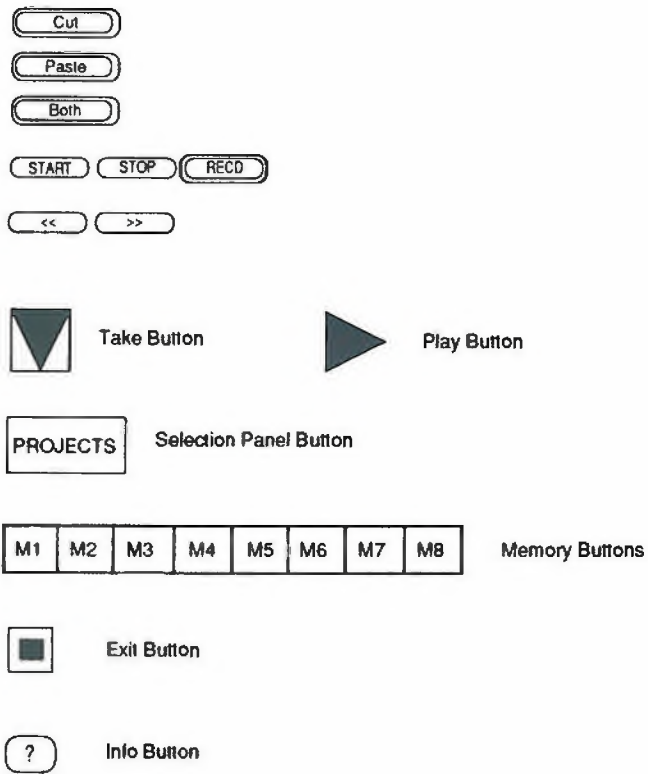 Cut
Paste
Both
START STOP RECD
<< >>
Take Button Play Button
PROJECTS Selection Panel Button
M1 M2 M3 M4 M5 M6 M7 M8 Memory Buttons
Exit Button
? Info Button